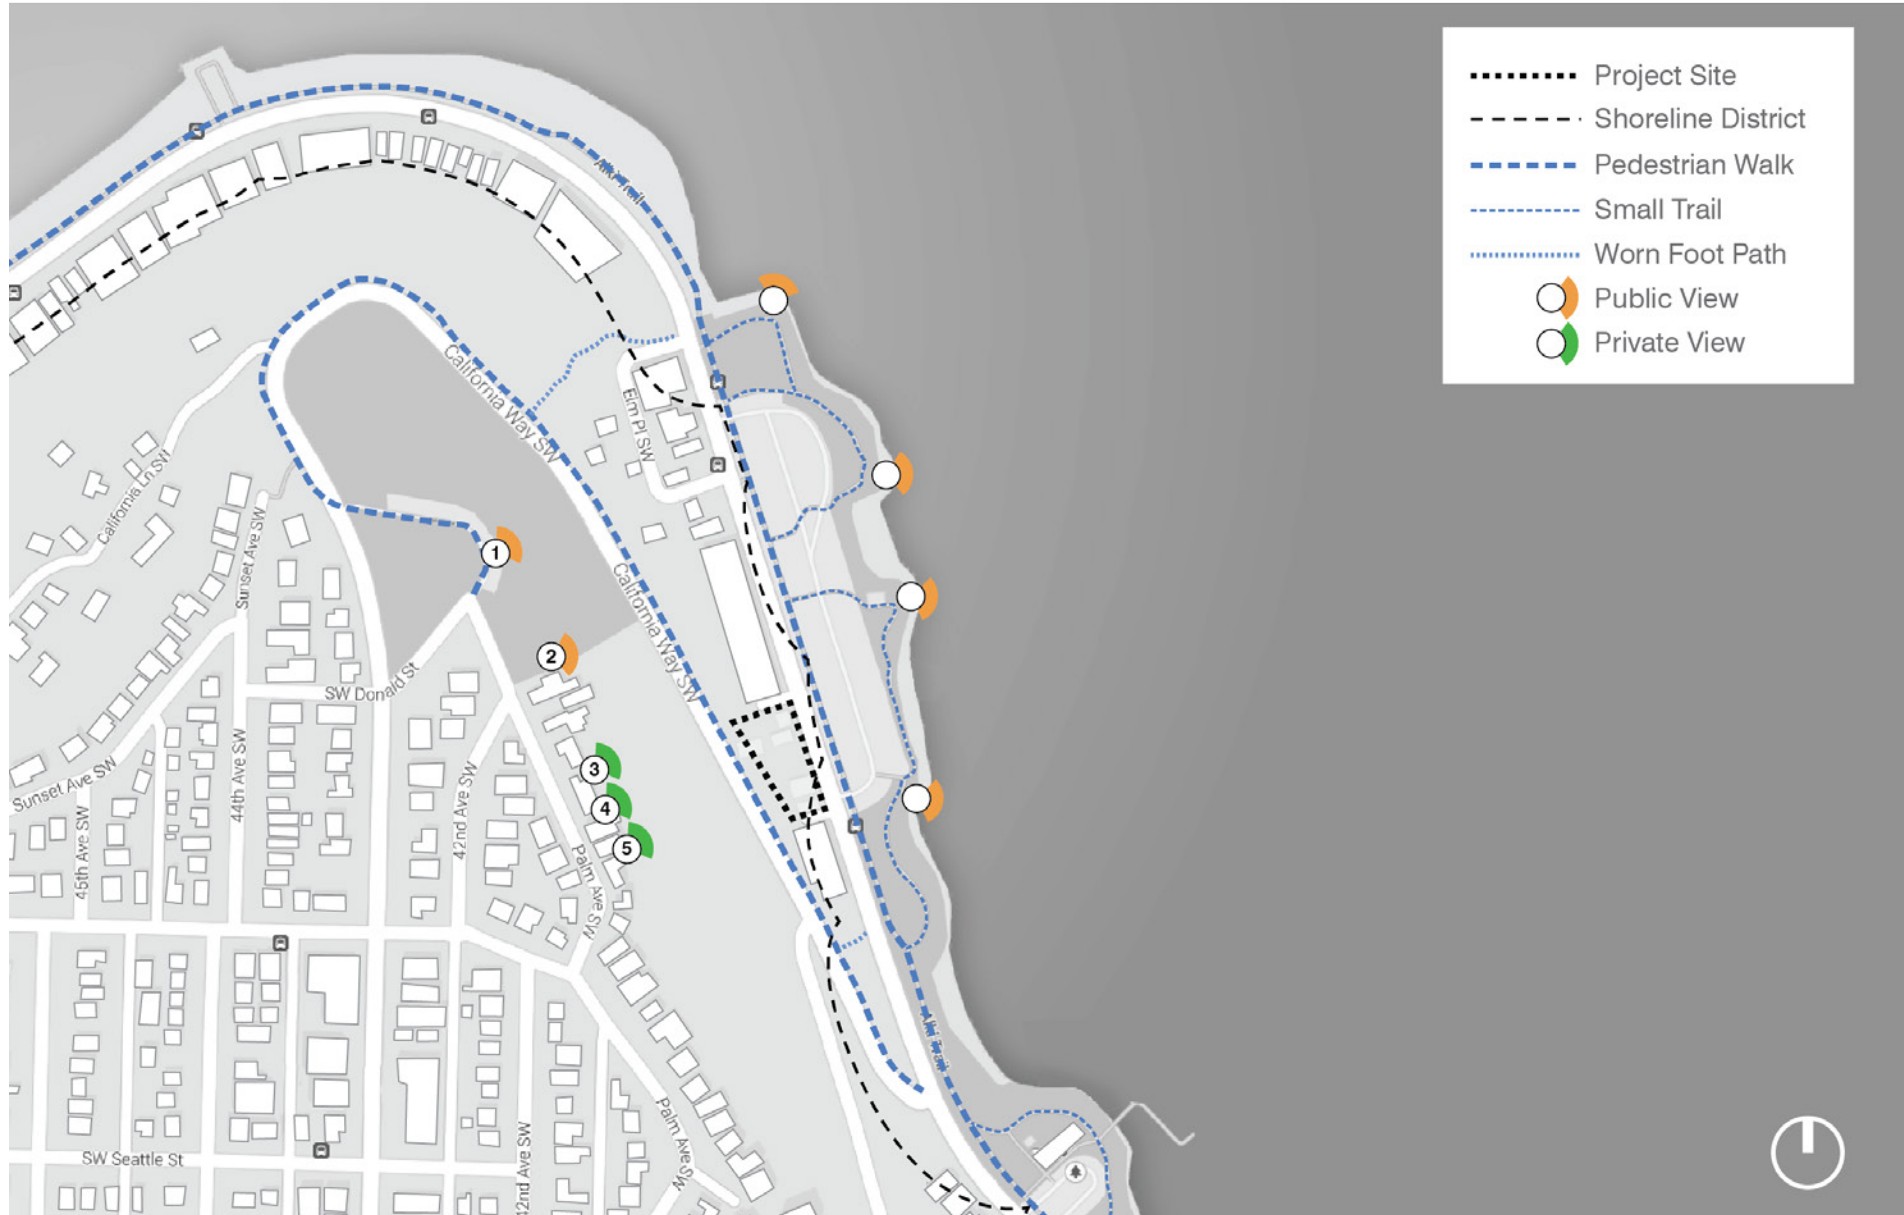 Project Site
Shoreline District
Pedestrian Walk
Small Trail
Worn Foot Path
Public View
Private View
Alki Trail
California Way SW
Elm Pl SW
California Ln SW
Sunset Ave SW
1
California Way SW
2
SW Donald St
3
4
5
Sunset Ave SW
44th Ave SW
42nd Ave SW
45th Ave SW
Palm Ave SW
Alki Trail
Palm Ave SW
SW Seattle St
42nd Ave SW